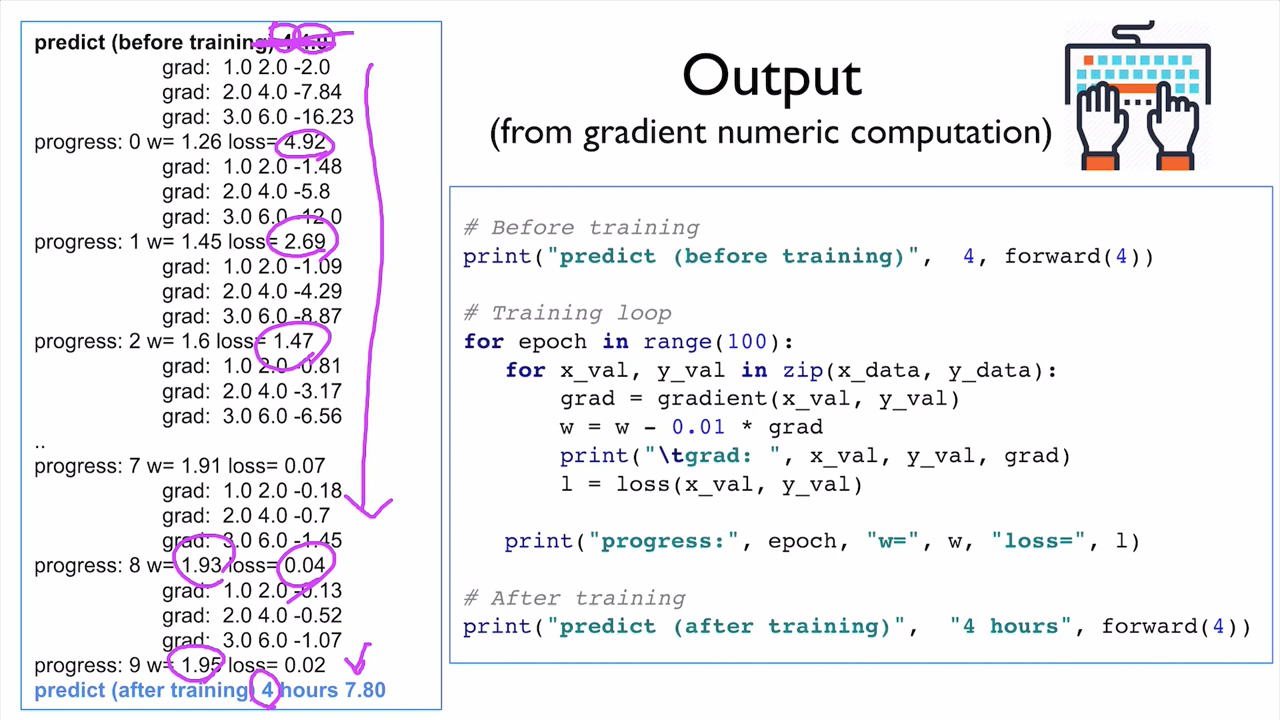 predict (before training) 4 4.0
grad: 1.0 2.0 -2.0
grad: 2.0 4.0 -7.84
grad: 3.0 6.0 -16.23
progress: 0 w= 1.26 loss= 4.92
grad: 1.0 2.0 -1.48
grad: 2.0 4.0 -5.8
grad: 3.0 6.0 -12.0
progress: 1 w= 1.45 loss= 2.69
grad: 1.0 2.0 -1.09
grad: 2.0 4.0 -4.29
grad: 3.0 6.0 -8.87
progress: 2 w= 1.6 loss= 1.47
grad: 1.0 2.0 -0.81
grad: 2.0 4.0 -3.17
grad: 3.0 6.0 -6.56
..
progress: 7 w= 1.91 loss= 0.07
grad: 1.0 2.0 -0.18
grad: 2.0 4.0 -0.7
grad: 3.0 6.0 -1.45
progress: 8 w= 1.93 loss= 0.04
grad: 1.0 2.0 -0.13
grad: 2.0 4.0 -0.52
grad: 3.0 6.0 -1.07
progress: 9 w= 1.95 loss= 0.02
predict (after training) 4 hours 7.80
Output
(from gradient numeric computation)
# Before training
print("predict (before training)", 4, forward(4))
# Training loop
for epoch in range(100):
for x_val, y_val in zip(x_data, y_data):
grad = gradient(x_val, y_val)
w = w - 0.01 * grad
print("\tgrad: ", x_val, y_val, grad)
l = loss(x_val, y_val)
print("progress:", epoch, "w=", w, "loss=", l)
# After training
print("predict (after training)", "4 hours", forward(4))